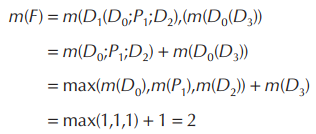 m(F) = m(D₁(D₀;P₁;D₂),(m(D₀(D₃))
= m(D₀;P₁;D₂) + m(D₀(D₃))
= max(m(D₀),m(P₁),m(D₂)) + m(D₃)
= max(1,1,1) + 1 = 2